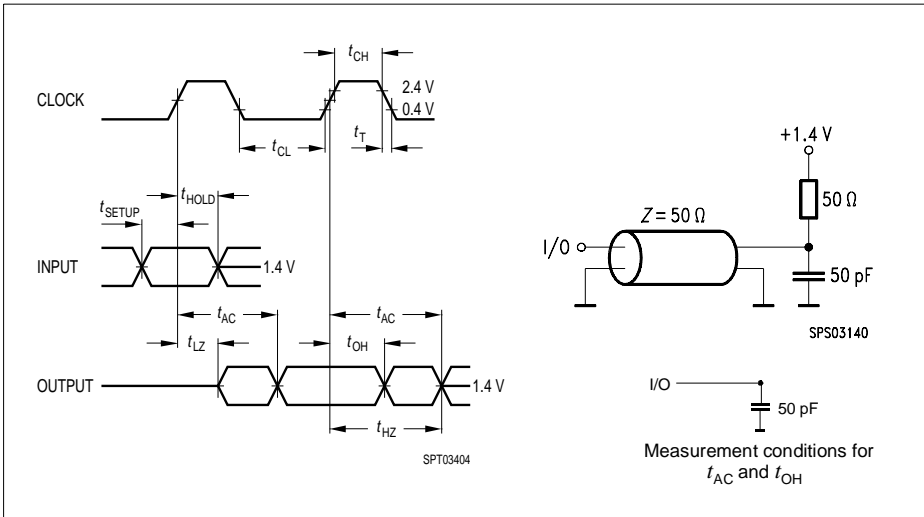 tCH
CLOCK
2.4 V
0.4 V
tT
tCL
tHOLD
tSETUP
INPUT
1.4 V
tAC
tAC
tLZ
tOH
OUTPUT
1.4 V
tHZ
SPT03404
+1.4 V
50 Ω
Z = 50 Ω
I/O
50 pF
SPS03140
I/O
50 pF
Measurement conditions for
tAC and tOH